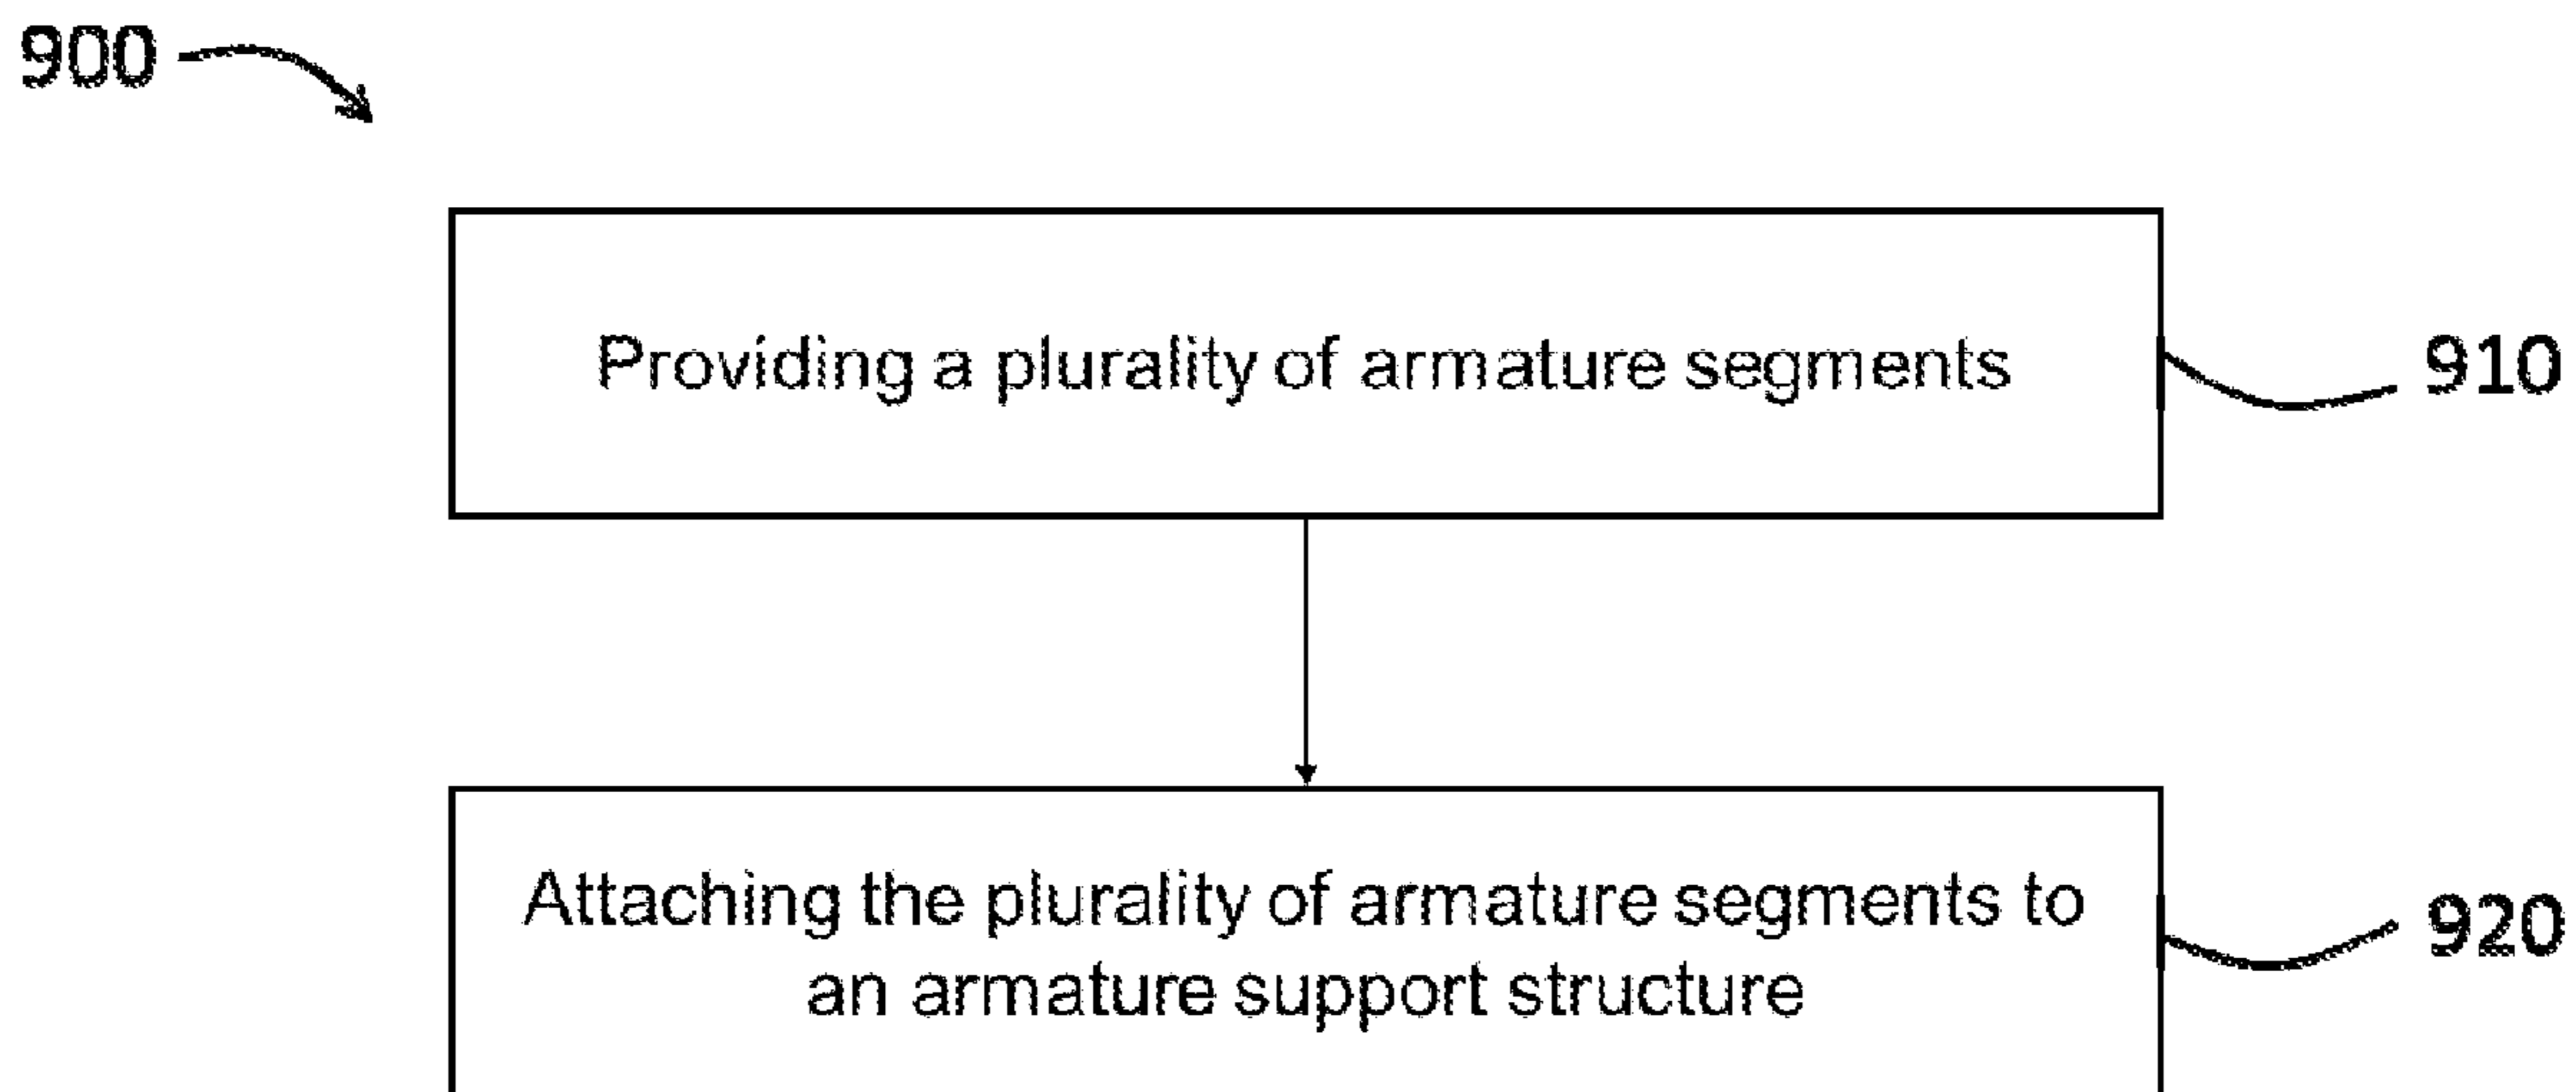 900
Providing a plurality of armature segments
910
Attaching the plurality of armature segments to
an armature support structure
920